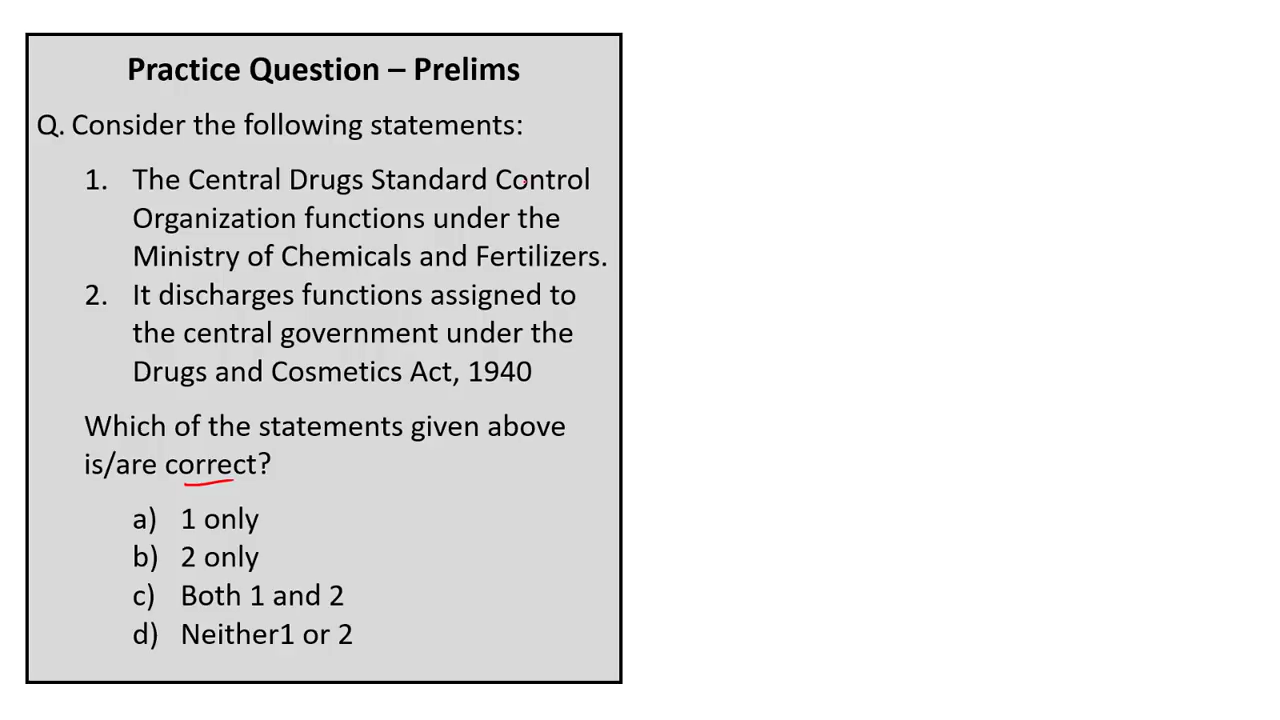 Practice Question – Prelims
Q. Consider the following statements:
1. The Central Drugs Standard Control
Organization functions under the
Ministry of Chemicals and Fertilizers.
2. It discharges functions assigned to
the central government under the
Drugs and Cosmetics Act, 1940
Which of the statements given above
is/are correct?
a) 1 only
b) 2 only
c) Both 1 and 2
d) Neither1 or 2